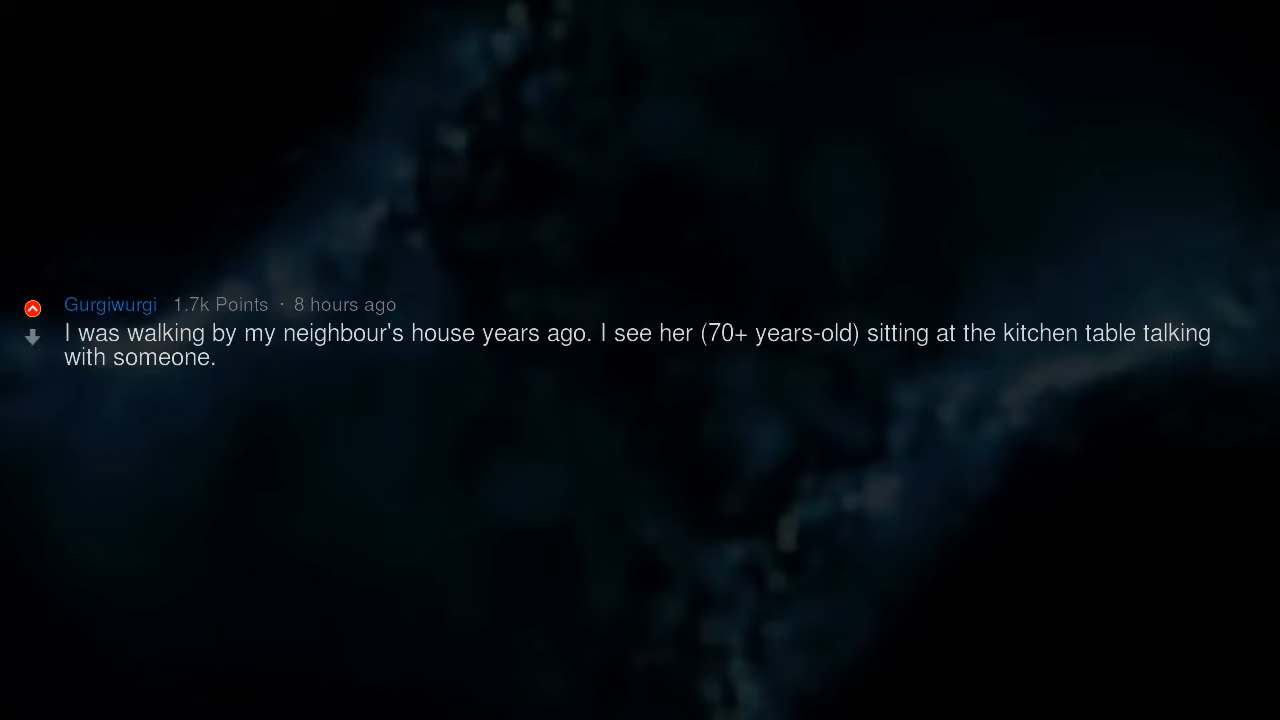 Gurgiwurgi 1.7k Points · 8 hours ago
I was walking by my neighbour's house years ago. I see her (70+ years-old) sitting at the kitchen table talking
with someone.